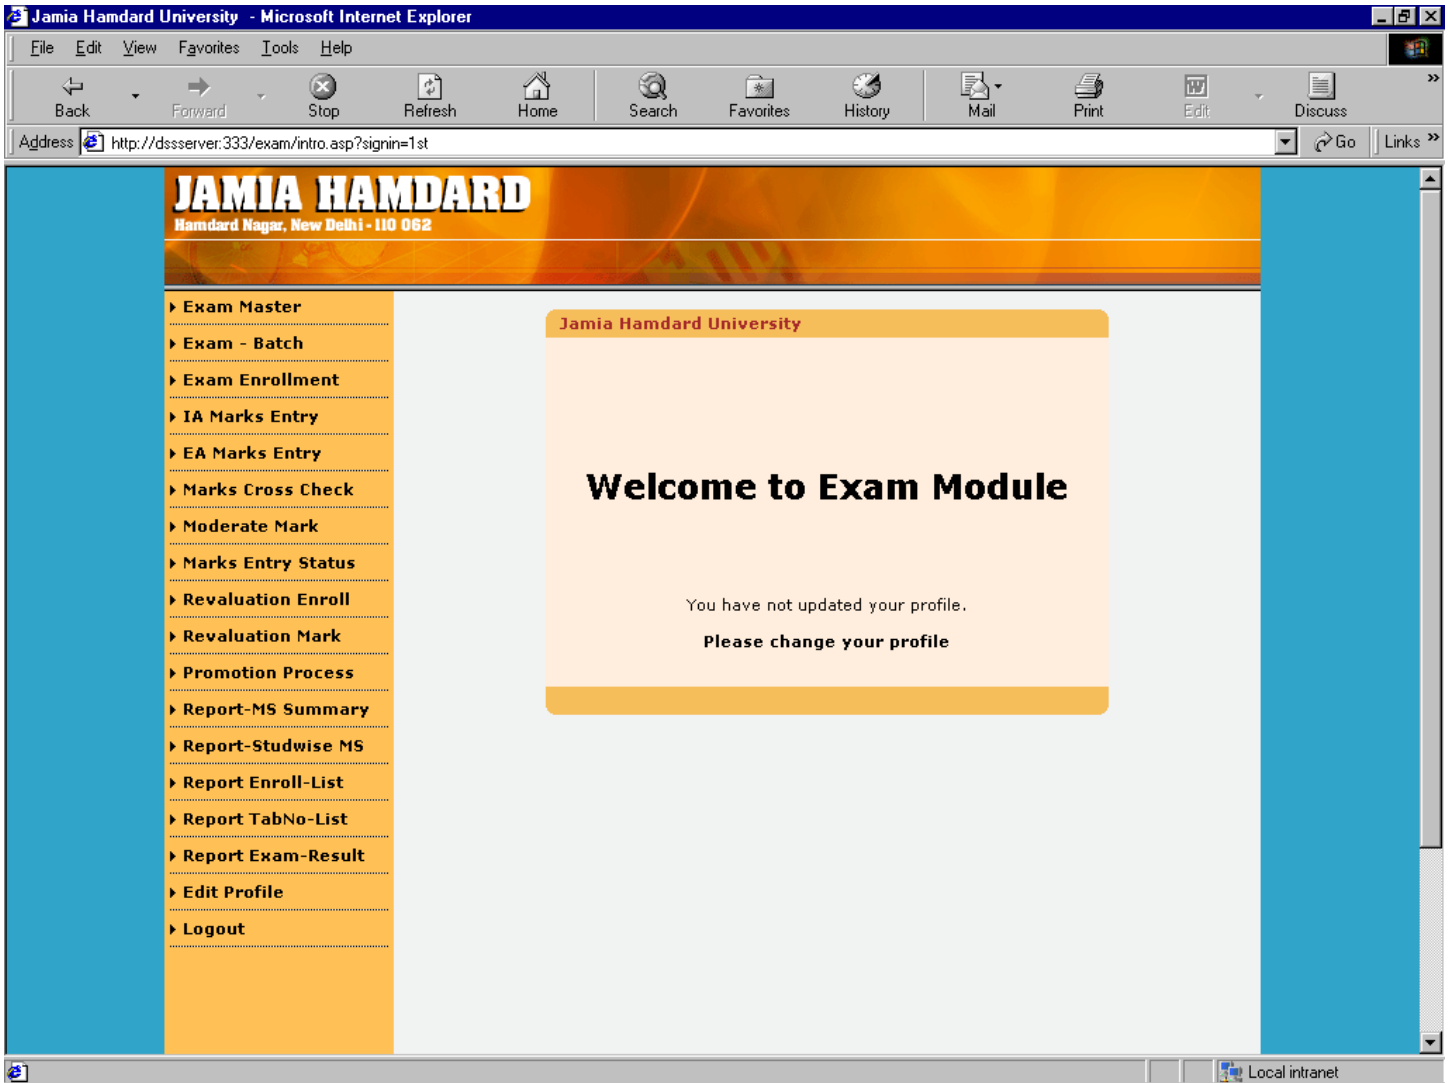 Jamia Hamdard University - Microsoft Internet Explorer
File Edit View Favorites Tools Help
Back Forward Stop Refresh Home Search Favorites History Mail Print Edit Discuss »
Address http://dssserver:333/exam/intro.asp?signin=1st Go Links »
JAMIA HAMDARD
Hamdard Nagar, New Delhi - 110 062
Exam Master
Exam - Batch
Exam Enrollment
IA Marks Entry
EA Marks Entry
Marks Cross Check
Moderate Mark
Marks Entry Status
Revaluation Enroll
Revaluation Mark
Promotion Process
Report-MS Summary
Report-Studwise MS
Report Enroll-List
Report TabNo-List
Report Exam-Result
Edit Profile
Logout
Jamia Hamdard University
Welcome to Exam Module
You have not updated your profile.
Please change your profile
Local intranet